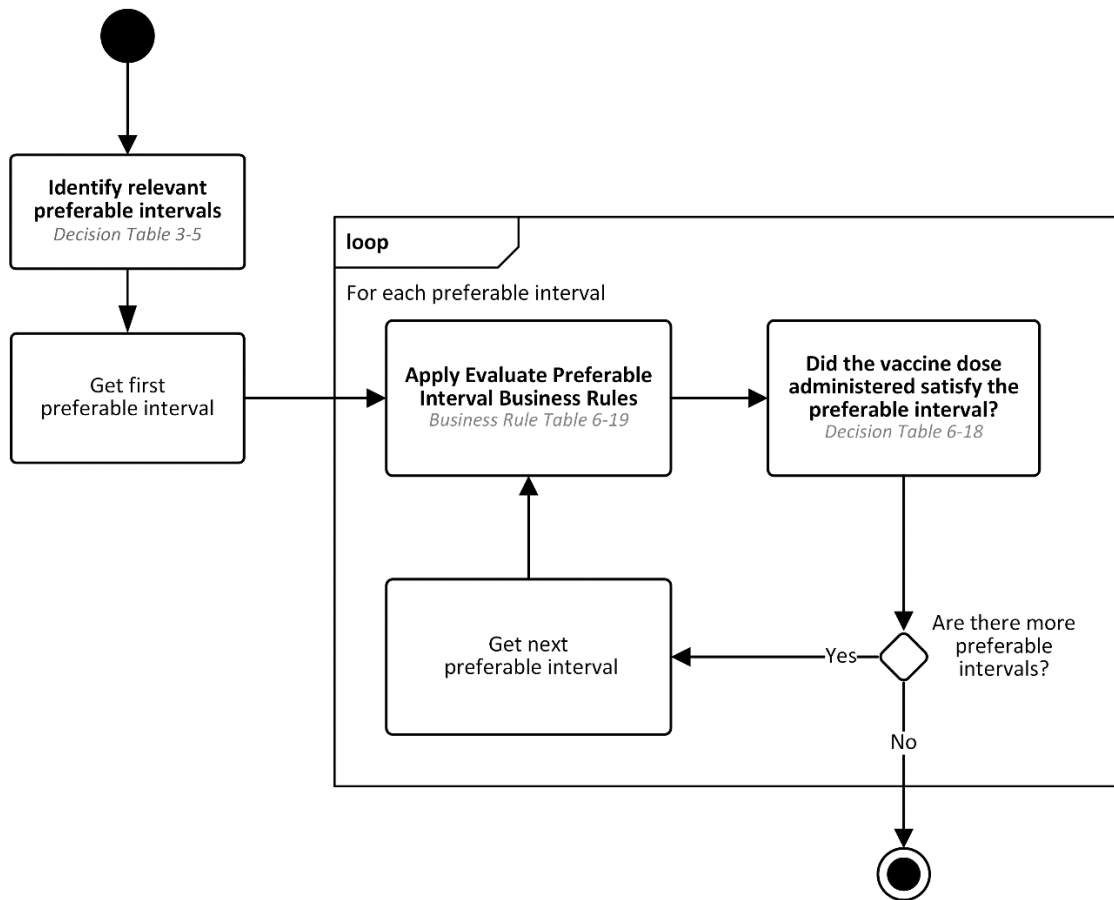 Identify relevant
preferable intervals
Decision Table 3-5
Get first
preferable interval
loop
For each preferable interval
Apply Evaluate Preferable
Interval Business Rules
Business Rule Table 6-19
Did the vaccine dose
administered satisfy the
preferable interval?
Decision Table 6-18
Get next
preferable interval
Yes
Are there more
preferable
intervals?
No